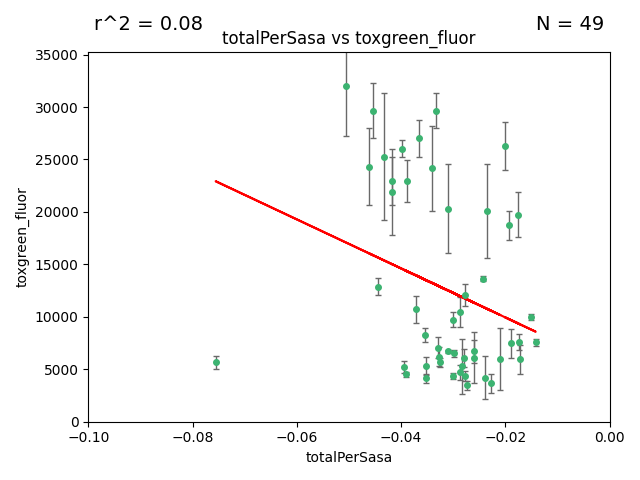 r^2 = 0.08
N = 49
totalPerSasa vs toxgreen_fluor
35000
30000
25000
20000
15000
10000
5000
0
toxgreen_fluor
−0.10
−0.08
−0.06
−0.04
−0.02
0.00
totalPerSasa